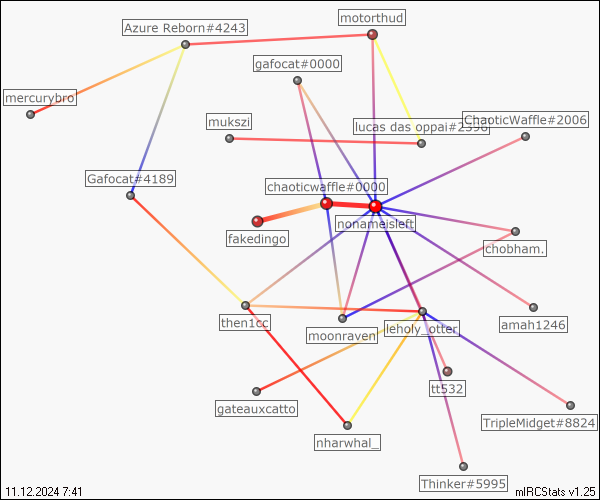 motorthud
Azure Reborn#4243
gafocat#0000
mercurybro
ChaoticWaffle#2006
mukszi
lucas das oppai#2396
Gafocat#4189
chaoticwaffle#0000
nonameisleft
fakedingo
chobham.
then1cc
moonraven
leholy_otter
amah1246
tt532
gateauxcatto
TripleMidget#8824
nharwhal_
Thinker#5995
11.12.2024 7:41
mIRCStats v1.25